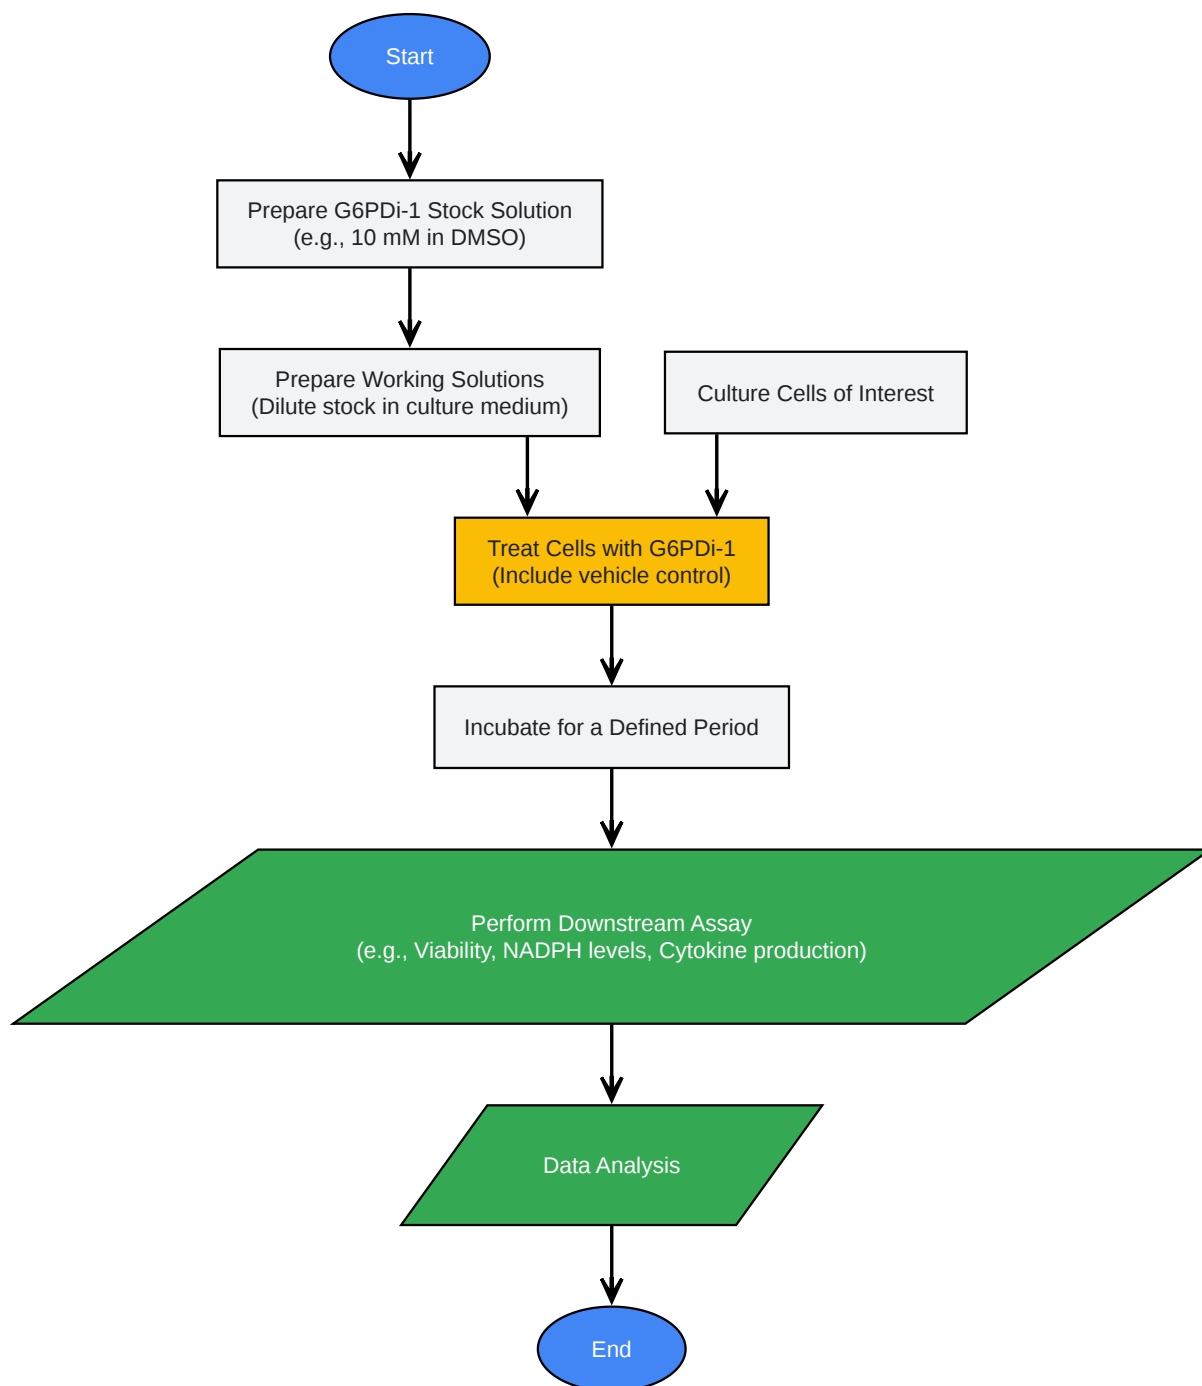 Start
Prepare G6PDi-1 Stock Solution
(e.g., 10 mM in DMSO)
Prepare Working Solutions
(Dilute stock in culture medium)
Culture Cells of Interest
Treat Cells with G6PDi-1
(Include vehicle control)
Incubate for a Defined Period
Perform Downstream Assay
(e.g., Viability, NADPH levels, Cytokine production)
Data Analysis
End